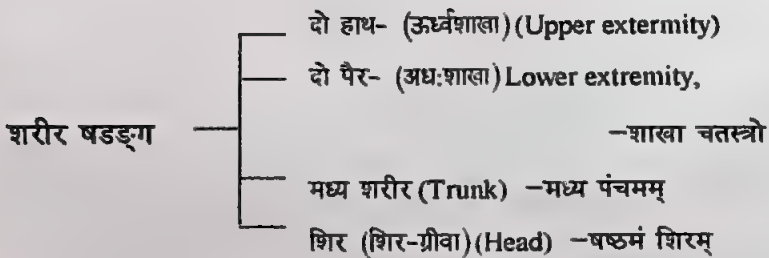 दो हाथ- (ऊर्ध्वशाखा)(Upper extermity)
दो पैर- (अध:शाखा)Lower extremity,
शरीर षडङ्ग
-शाखा चतस्त्रो
मध्य शरीर (Trunk) -मध्य पंचमम्
शिर (शिर-ग्रीवा)(Head) -षष्ठमं शिरम्